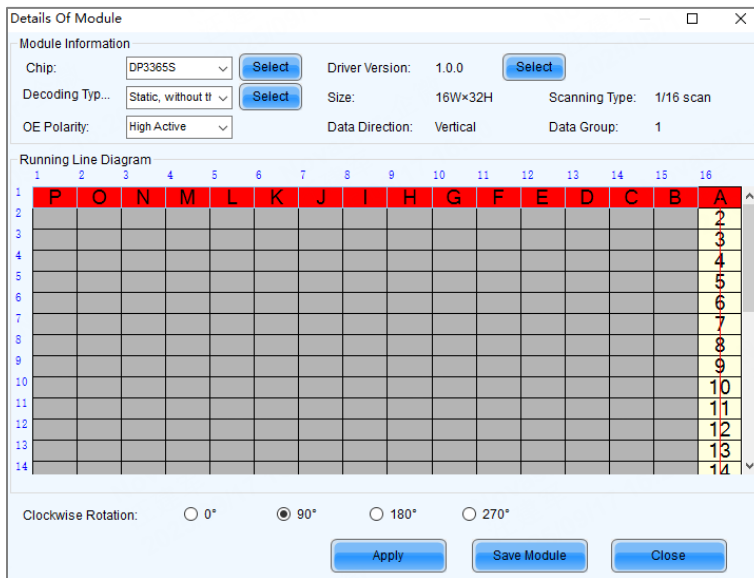 Details Of Module
Module Information
Chip: DP3365S Select Driver Version: 1.0.0 Select
Decoding Typ... Static, without th Select Size: 16W×32H Scanning Type: 1/16 scan
OE Polarity: High Active Data Direction: Vertical Data Group: 1
Running Line Diagram
1 2 3 4 5 6 7 8 9 10 11 12 13 14 15 16
1 P O N M L K J I H G F E D C B A
2 2
3 3
4 4
5 5
6 6
7 7
8 8
9 9
10 10
11 11
12 12
13 13
14 14
Clockwise Rotation: 0° 90° 180° 270°
Apply Save Module Close